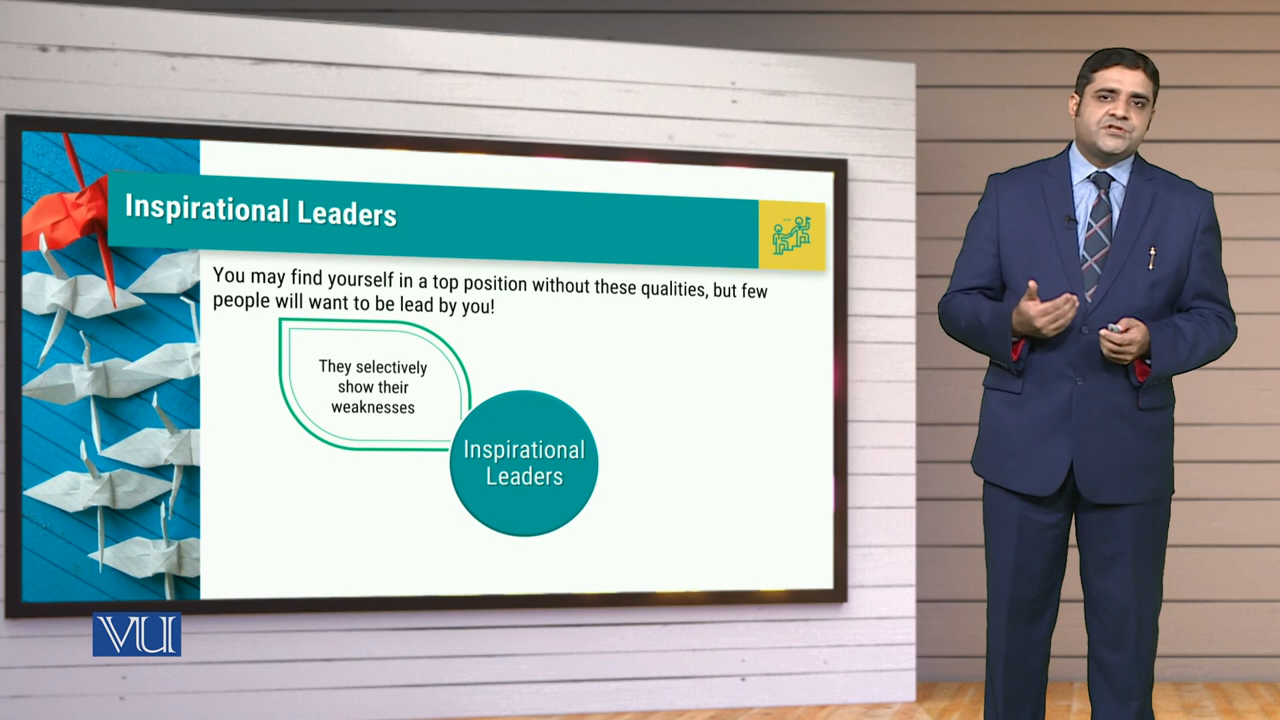 Inspirational Leaders
You may find yourself in a top position without these qualities, but few
people will want to be lead by you!
They selectively
show their
weaknesses
Inspirational
Leaders
VU